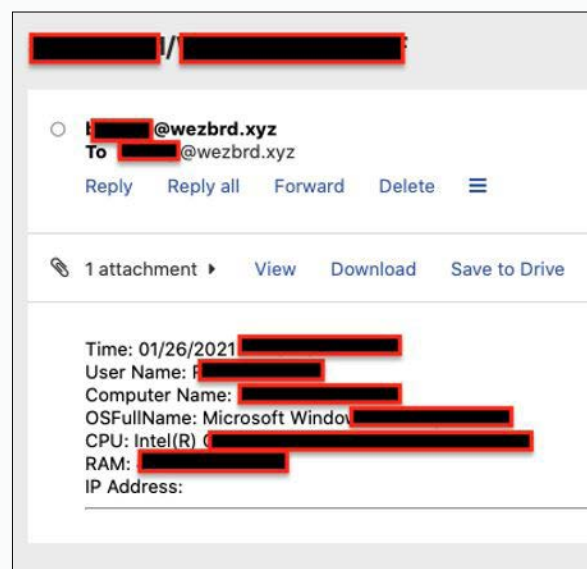 /
@wezbrd.xyz
To @wezbrd.xyz
Reply Reply all Forward Delete
1 attachment View Download Save to Drive
Time: 01/26/2021
User Name:
Computer Name:
OSFullName: Microsoft
CPU: Intel(R)
RAM:
IP Address: